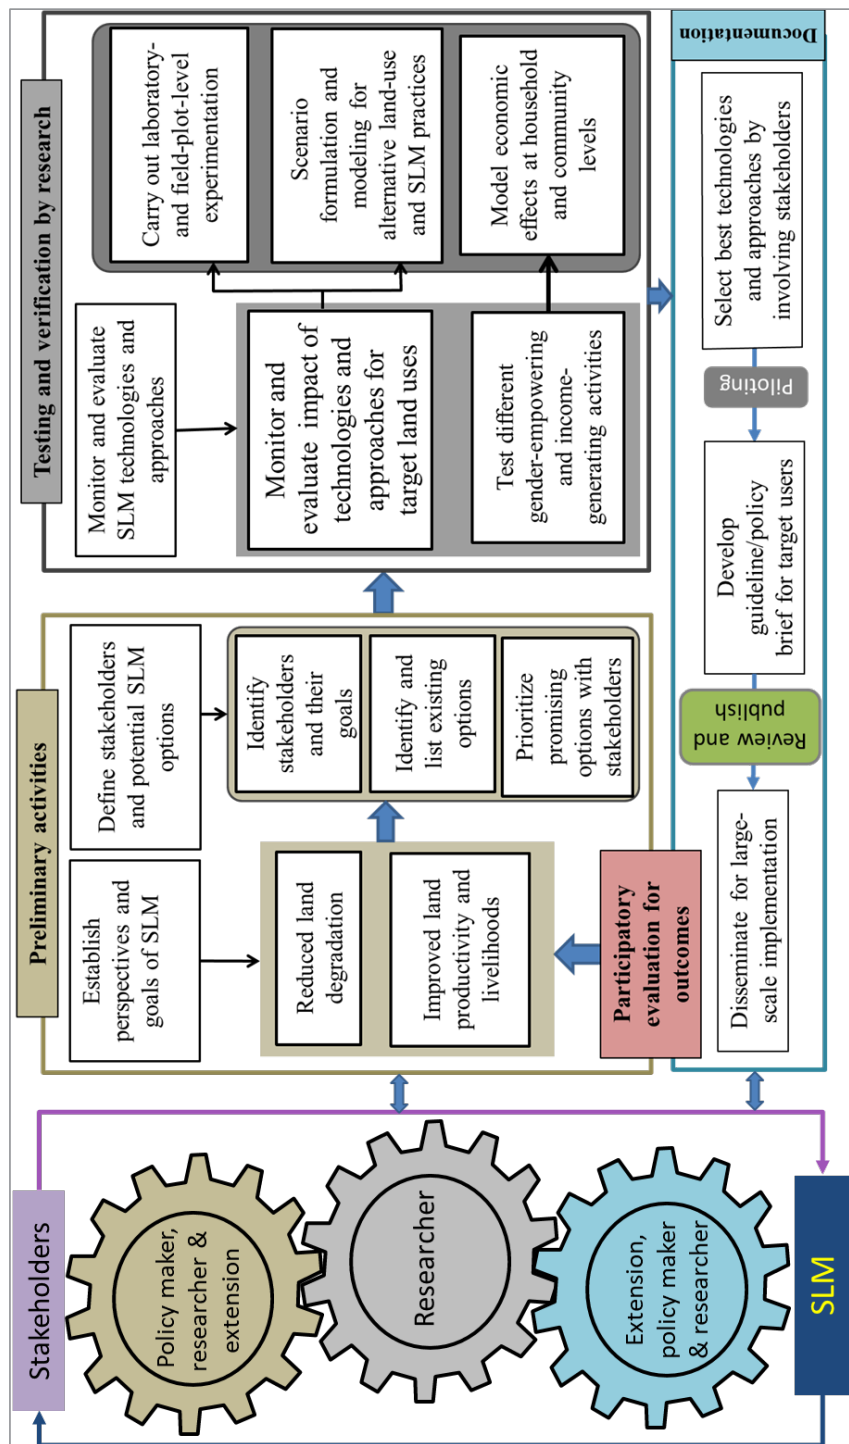 Stakeholders
Policy maker,
researcher &
extension
Researcher
Extension,
policy maker
& researcher
SLM
Preliminary activities
Establish
perspectives and
goals of SLM
Define stakeholders
and potential SLM
options
Reduced land
degradation
Improved land
productivity and
livelihoods
Identify
stakeholders
and their goals
Identify and
list existing
options
Prioritize
promising
options with
stakeholders
Participatory
evaluation for
outcomes
Testing and verification by research
Monitor and evaluate
SLM technologies and
approaches
Monitor and
evaluate impact of
technologies and
approaches for
target land uses
Test different
gender-empowering
and income-
generating activities
Carry out laboratory-
and field-plot-level
experimentation
Scenario
formulation and
modeling for
alternative land-use
and SLM practices
Model economic
effects at household
and community
levels
Documentation
Select best technologies
and approaches by
involving stakeholders
Piloting
Develop
guideline/policy
brief for target users
Review and
publish
Disseminate for large-
scale implementation